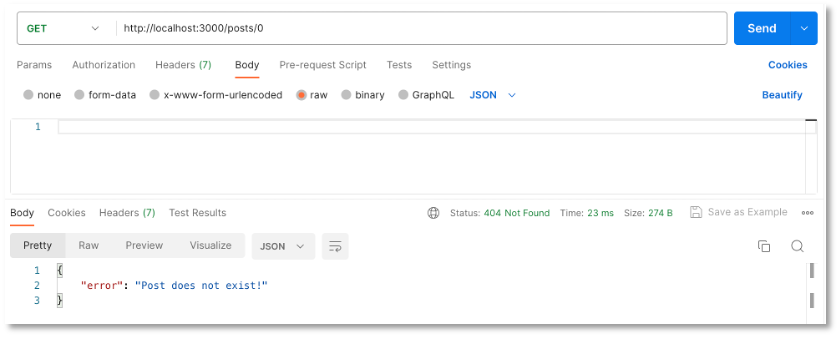 GET http://localhost:3000/posts/0 Send
Params Authorization Headers (7) Body Pre-request Script Tests Settings Cookies
none form-data x-www-form-urlencoded raw binary GraphQL JSON Beautify
1
Body Cookies Headers (7) Test Results Status: 404 Not Found Time: 23 ms Size: 274 B Save as Example
Pretty Raw Preview Visualize JSON
1 {
2 "error": "Post does not exist!"
3 }